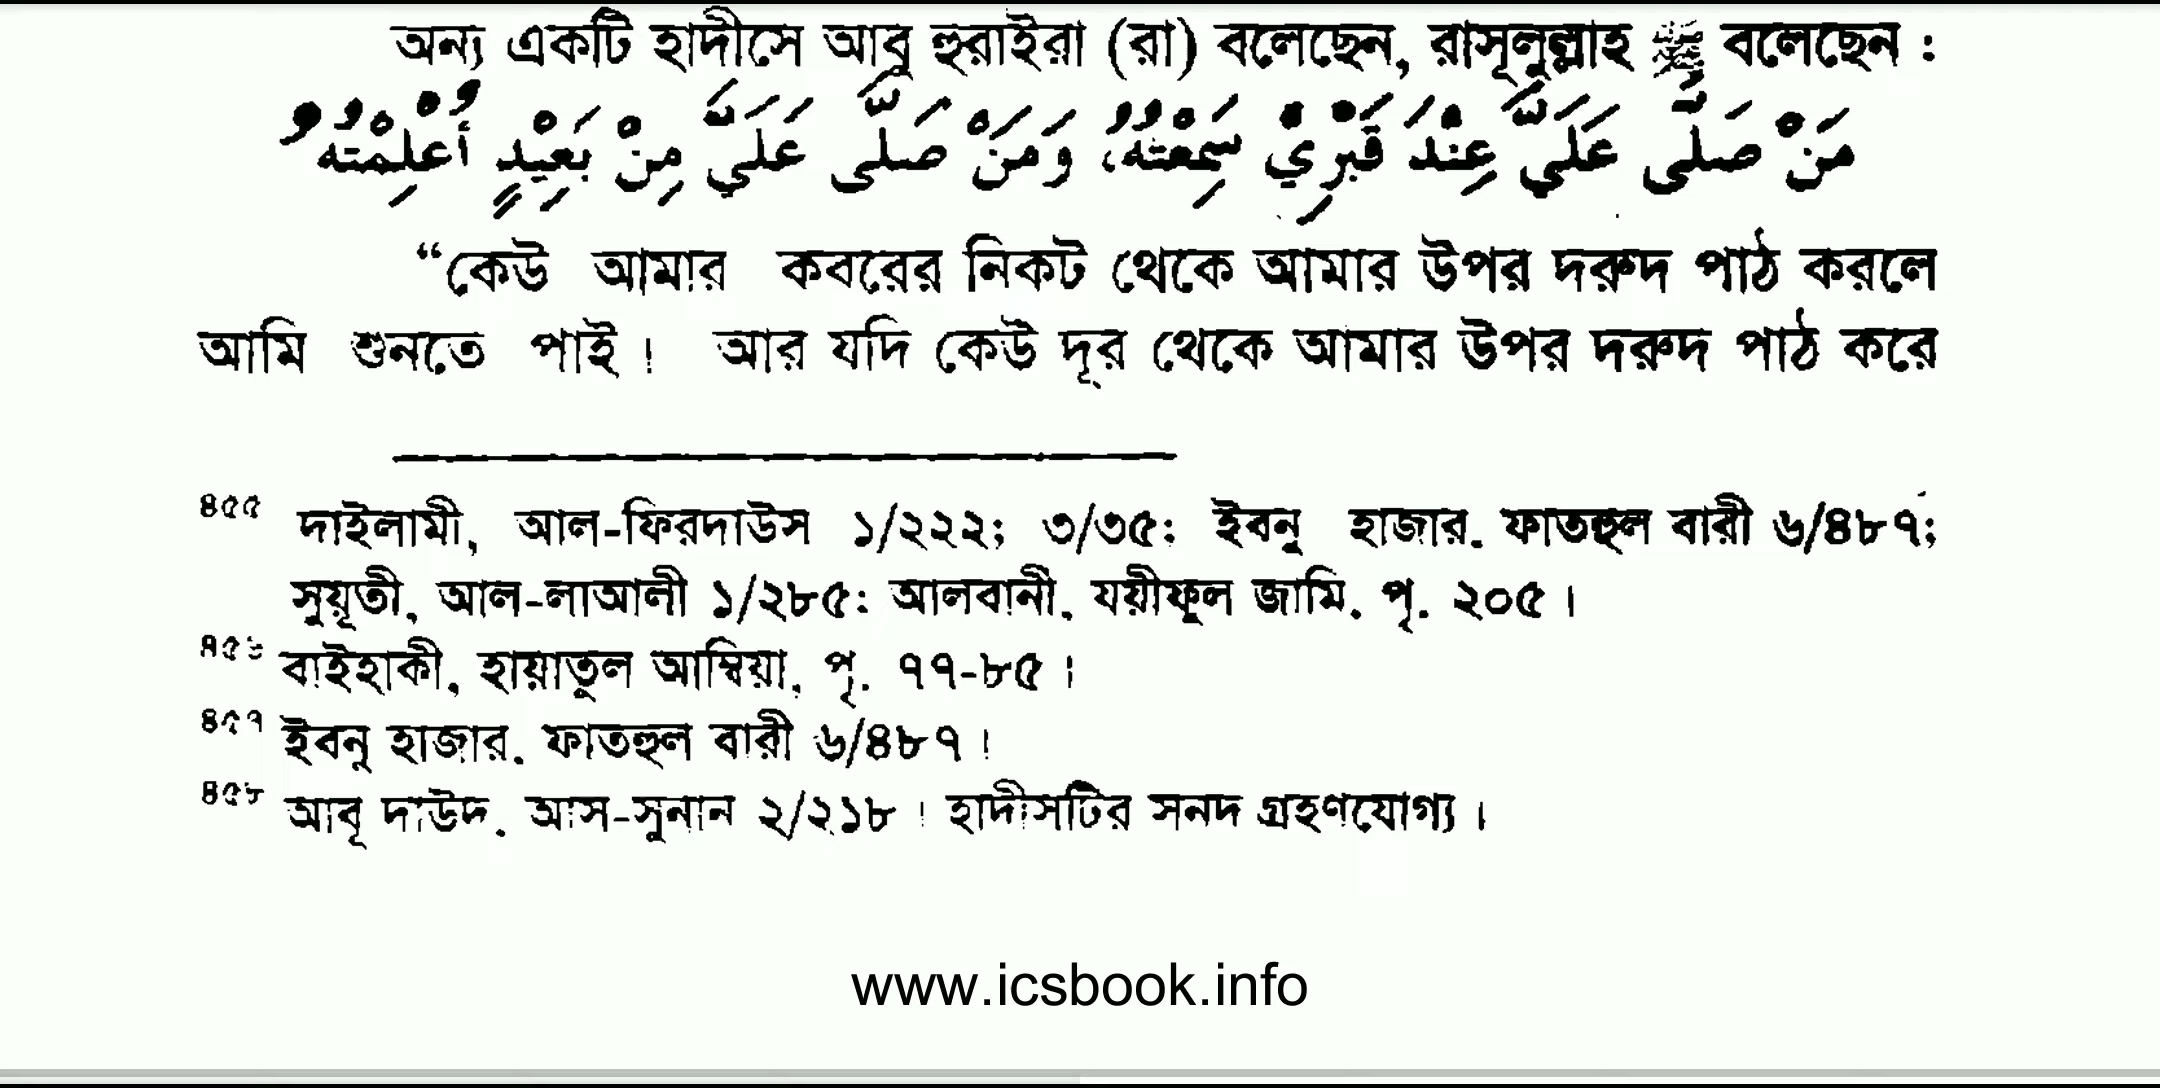 অন্য একটি হাদীসে আবু হুরাইরা (রা) বলেছেন, রাসূলুল্লাহ ﷺ বলেছেন :
مَنْ صَلَّى عَلَيَّ عِنْدَ قَبْرِيْ سَمِعْتُهُ، وَمَنْ صَلَّى عَلَيَّ مِنْ بَعِيْدٍ أُعْلِمْتُهُ
“কেউ আমার কবরের নিকট থেকে আমার উপর দরুদ পাঠ করলে
আমি শুনতে পাই। আর যদি কেউ দূর থেকে আমার উপর দরুদ পাঠ করে
৪৫৫ দাইলামী, আল-ফিরদাউস ১/২২২; ৩/৩৫; ইবনু হাজার, ফাতহুল বারী ৬/৪৮৭;
সুয়ূতী, আল-লাআলী ১/২৮৫; আলবানী, যয়ীফুল জামি, পৃ. ২০৫।
৪৫৬ বাইহাকী, হায়াতুল আম্বিয়া, পৃ. ৭৭-৮৫।
৪৫৭ ইবনু হাজার, ফাতহুল বারী ৬/৪৮৭।
৪৫৮ আবূ দাউদ, আস-সুনান ২/২১৮। হাদীসটির সনদ গ্রহণযোগ্য।
www.icsbook.info